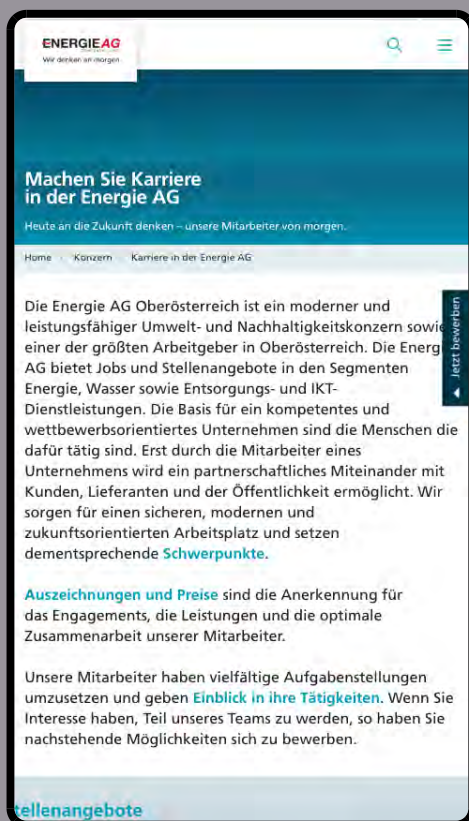 ENERGIEAG
Wir denken an morgen
Machen Sie Karriere
in der Energie AG
Heute an die Zukunft denken – unsere Mitarbeiter von morgen.
Home Konzern Karriere in der Energie AG
Die Energie AG Oberösterreich ist ein moderner und
leistungsfähiger Umwelt- und Nachhaltigkeitskonzern sowie
einer der größten Arbeitgeber in Oberösterreich. Die Energ
AG bietet Jobs und Stellenangebote in den Segmenten
Energie, Wasser sowie Entsorgungs- und IKT-
Dienstleistungen. Die Basis für ein kompetentes und
wettbewerbsorientiertes Unternehmen sind die Menschen die
dafür tätig sind. Erst durch die Mitarbeiter eines
Unternehmens wird ein partnerschaftliches Miteinander mit
Kunden, Lieferanten und der Öffentlichkeit ermöglicht. Wir
sorgen für einen sicheren, modernen und
zukunftsorientierten Arbeitsplatz und setzen
dementsprechende Schwerpunkte.
Jetzt bewerben
Auszeichnungen und Preise sind die Anerkennung für
das Engagements, die Leistungen und die optimale
Zusammenarbeit unserer Mitarbeiter.
Unsere Mitarbeiter haben vielfältige Aufgabenstellungen
umzusetzen und geben Einblick in ihre Tätigkeiten. Wenn Sie
Interesse haben, Teil unseres Teams zu werden, so haben Sie
nachstehende Möglichkeiten sich zu bewerben.
tellenangebote